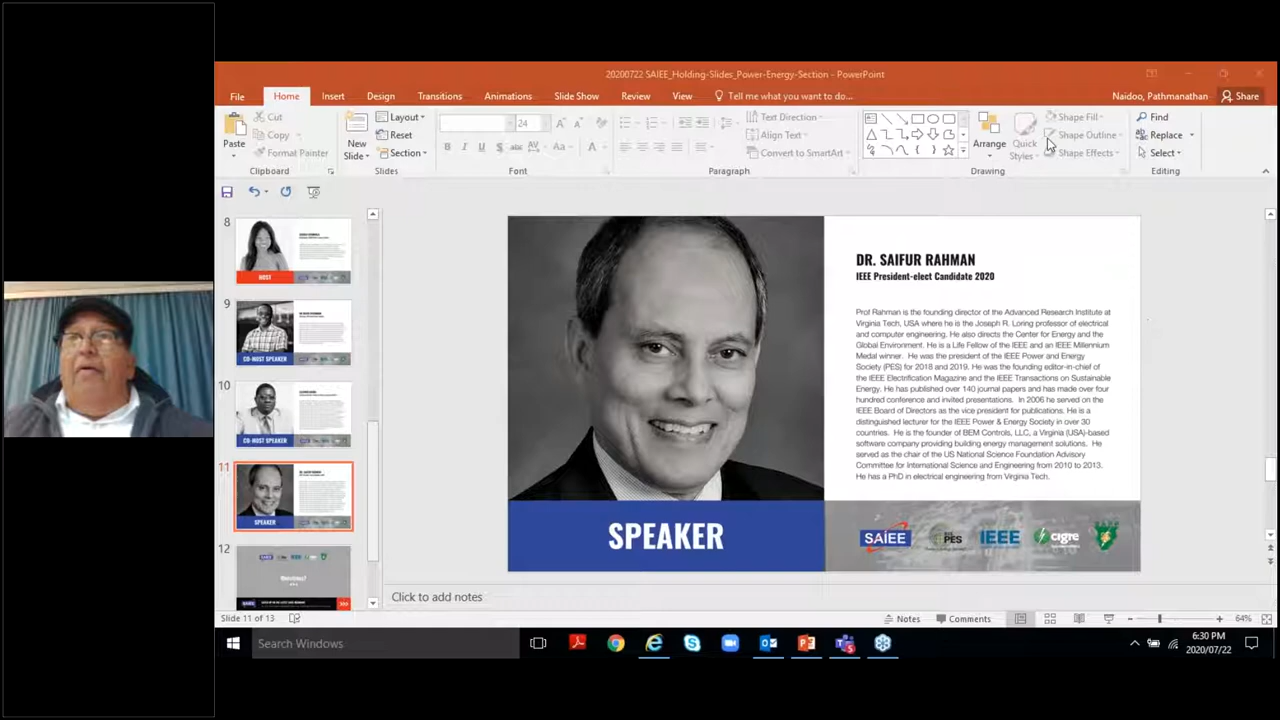 20200722 SAIEE_Holding-Slides_Power-Energy-Section - PowerPoint
File Home Insert Design Transitions Animations Slide Show Review View Tell me what you want to do... Naidoo, Pathmanathan Share
Paste
Cut
Copy
Format Painter
Clipboard
New
Slide
Layout
Reset
Section
Slides
24
B I U S abc AV Aa A
Font
Text Direction
Align Text
Convert to SmartArt
Paragraph
Arrange
Quick
Styles
Shape Fill
Shape Outline
Shape Effects
Drawing
Find
Replace
Select
Editing
8
HOST
9
CO-HOST SPEAKER
10
CO-HOST SPEAKER
11
SPEAKER
12
DR. SAIFUR RAHMAN
IEEE President-elect Candidate 2020
Prof Rahman is the founding director of the Advanced Research Institute at
Virginia Tech, USA where he is the Joseph R. Loring professor of electrical
and computer engineering. He also directs the Center for Energy and the
Global Environment. He is a Life Fellow of the IEEE and an IEEE Millennium
Medal winner. He was the president of the IEEE Power and Energy
Society (PES) for 2018 and 2019. He was the founding editor-in-chief of
the IEEE Electrification Magazine and the IEEE Transactions on Sustainable
Energy. He has published over 140 journal papers and has made over four
hundred conference and invited presentations. In 2006 he served on the
IEEE Board of Directors as the vice president for publications. He is a
distinguished lecturer for the IEEE Power & Energy Society in over 30
countries. He is the founder of BEM Controls, LLC, a Virginia (USA)-based
software company providing building energy management solutions. He
served as the chair of the US National Science Foundation Advisory
Committee for International Science and Engineering from 2010 to 2013.
He has a PhD in electrical engineering from Virginia Tech.
SPEAKER
SAIEE PES IEEE cigre
Click to add notes
Slide 11 of 13 Notes Comments 64%
Search Windows
6:30 PM
2020/07/22